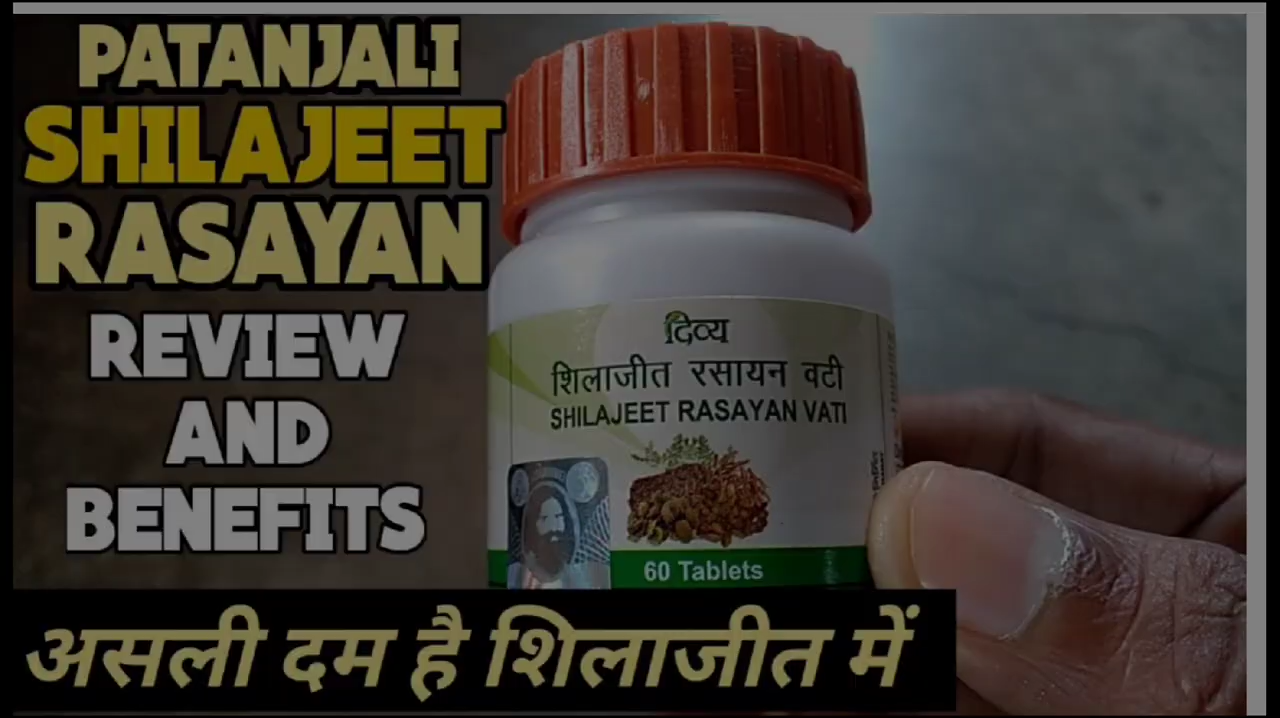 PATANJALI
SHILAJEET
RASAYAN
REVIEW
AND
BENEFITS
दिव्य
शिलाजीत रसायन वटी
SHILAJEET RASAYAN VATI
60 Tablets
असली दम है शिलाजीत में